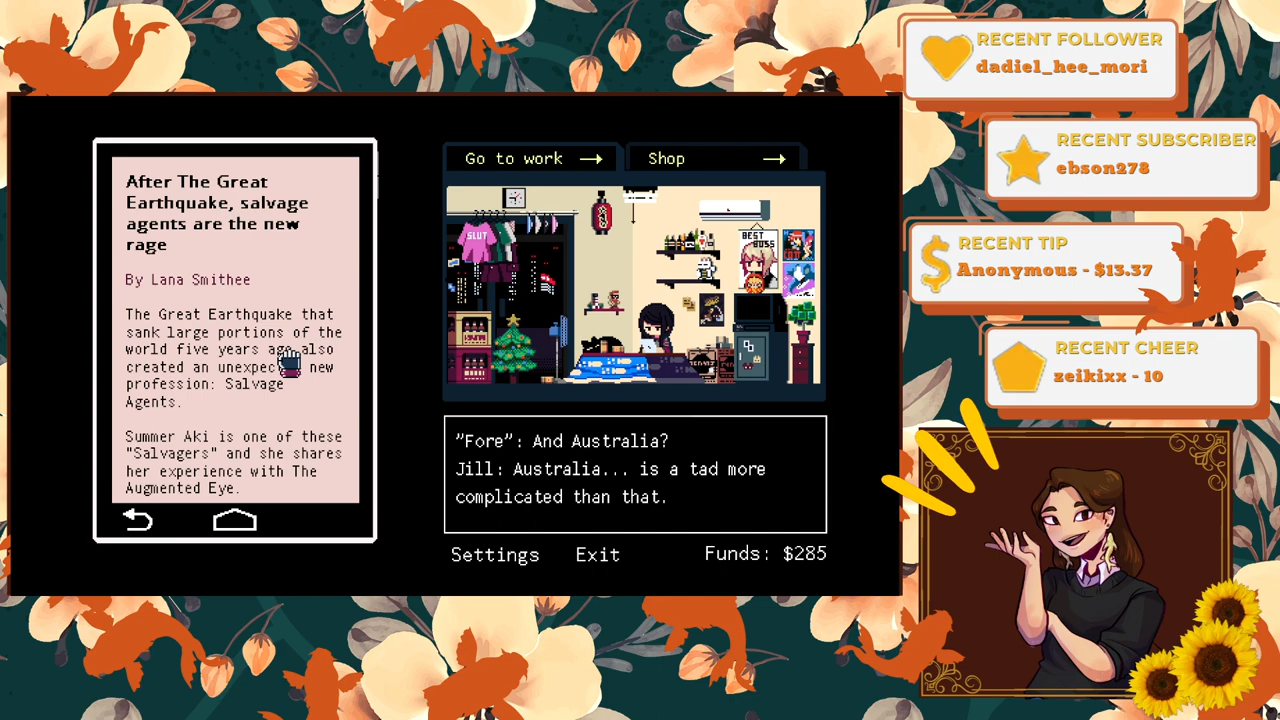 After The Great
Earthquake, salvage
agents are the new
rage
By Lana Smithee
The Great Earthquake that
sank large portions of the
world five years ago also
created an unexpected new
profession: Salvage
Agents.
Summer Aki is one of these
"Salvagers" and she shares
her experience with The
Augmented Eye.
Go to work
Shop
SLUT
BEST
BOSS
"Fore": And Australia?
Jill: Australia... is a tad more
complicated than that.
Settings
Exit
Funds: $285
RECENT FOLLOWER
dadiel_hee_mori
RECENT SUBSCRIBER
ebson278
RECENT TIP
Anonymous - $13.37
RECENT CHEER
zeikixx - 10